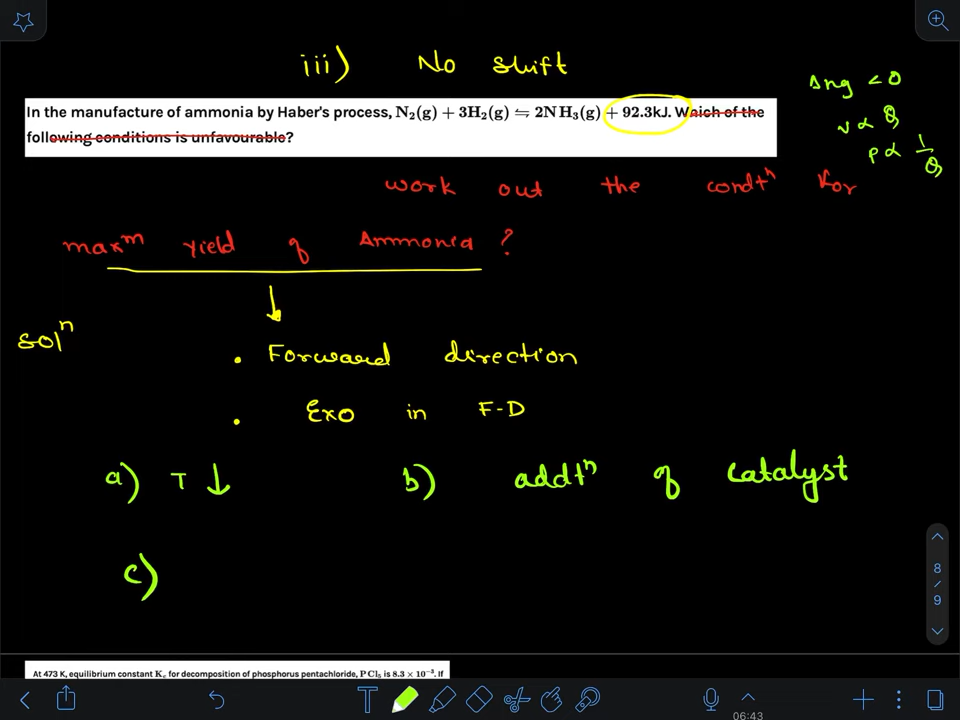 iii) No shift
In the manufacture of ammonia by Haber's process, N₂(g) + 3H₂(g) ⇋ 2NH₃(g) + 92.3kJ. Waich of the
following conditions is unfavourable?
Δng < 0
v ∝ Q
P ∝ 1/Q
work out the condtⁿ for
maxᵐ yield of Ammonia ?
solⁿ
• Forward direction
• Exo in F-D
a) T ↓ b) addtⁿ of catalyst
c)
8
/
9
At 473 K, equilibrium constant K꜀ for decomposition of phosphorus pentachloride, PCl₅ is 8.3 × 10⁻³. If
T
06:43